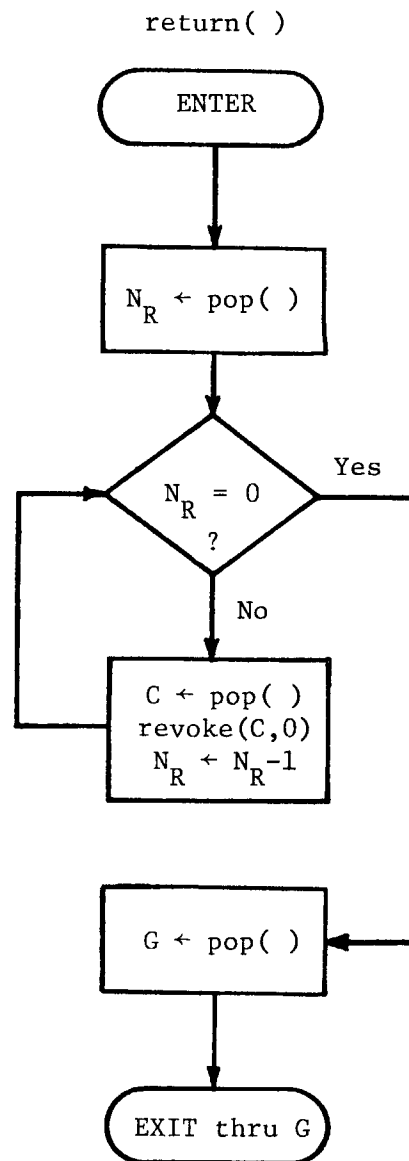 return( )
ENTER
N_R ← pop( )
N_R = 0
?
Yes
No
C ← pop( )
revoke(C,0)
N_R ← N_R-1
G ← pop( )
EXIT thru G